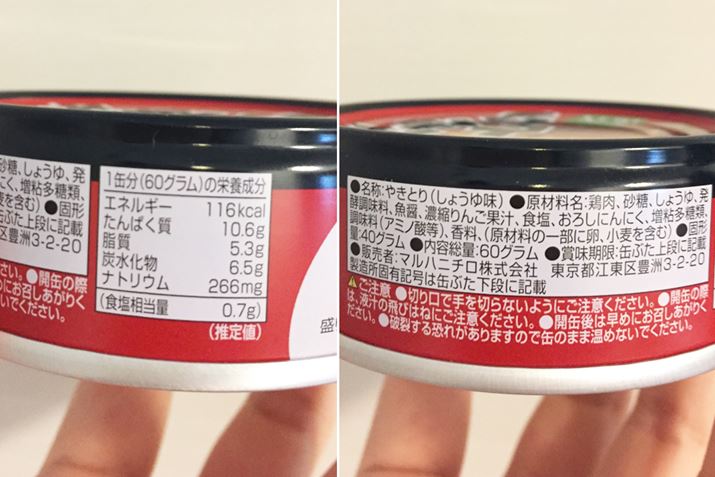 砂糖、しょうゆ、発
にく、増粘多糖類、
麦を含む）●固形
缶ぶた上段に記載
区豊洲3-2-20
さい。●開缶の際
めにお召しあがりく
いでください。
1缶分（60グラム）の栄養成分
エネルギー 116kcal
たんぱく質 10.6g
脂質 5.3g
炭水化物 6.5g
ナトリウム 266mg
（食塩相当量 0.7g）
（推定値）
盛
●名称：やきとり（しょうゆ味）●原材料名：鶏肉、砂糖、しょうゆ、発
酵調味料、魚醤、濃縮りんご果汁、食塩、おろしにんにく、増粘多糖類、
調味料（アミノ酸等）、香料、（原材料の一部に卵、小麦を含む）●固形
量：40グラム ●内容総量：60グラム ●賞味期限：缶ぶた上段に記載
●販売者：マルハニチロ株式会社 東京都江東区豊洲3-2-20
製造所固有記号は缶ぶた下段に記載
ご注意 ●切り口で手を切らないようにご注意ください。●開缶の際
は、液汁の飛びはねにご注意ください。●開缶後は早めにお召しあがりく
ださい。●破裂する恐れがありますので缶のまま温めないでください。